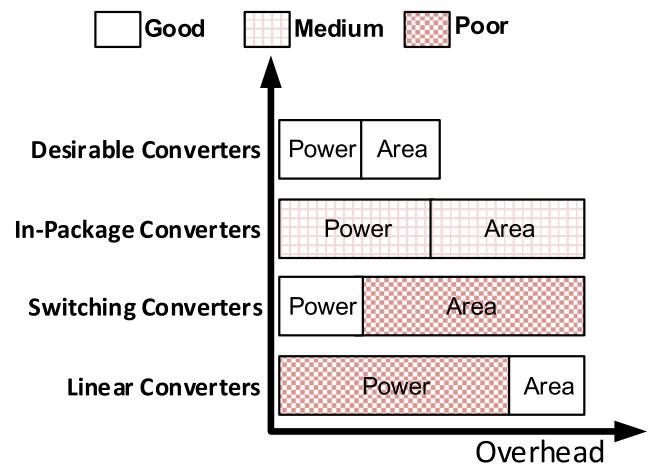 Good Medium Poor
Desirable Converters Power Area
In-Package Converters Power Area
Switching Converters Power Area
Linear Converters Power Area
Overhead